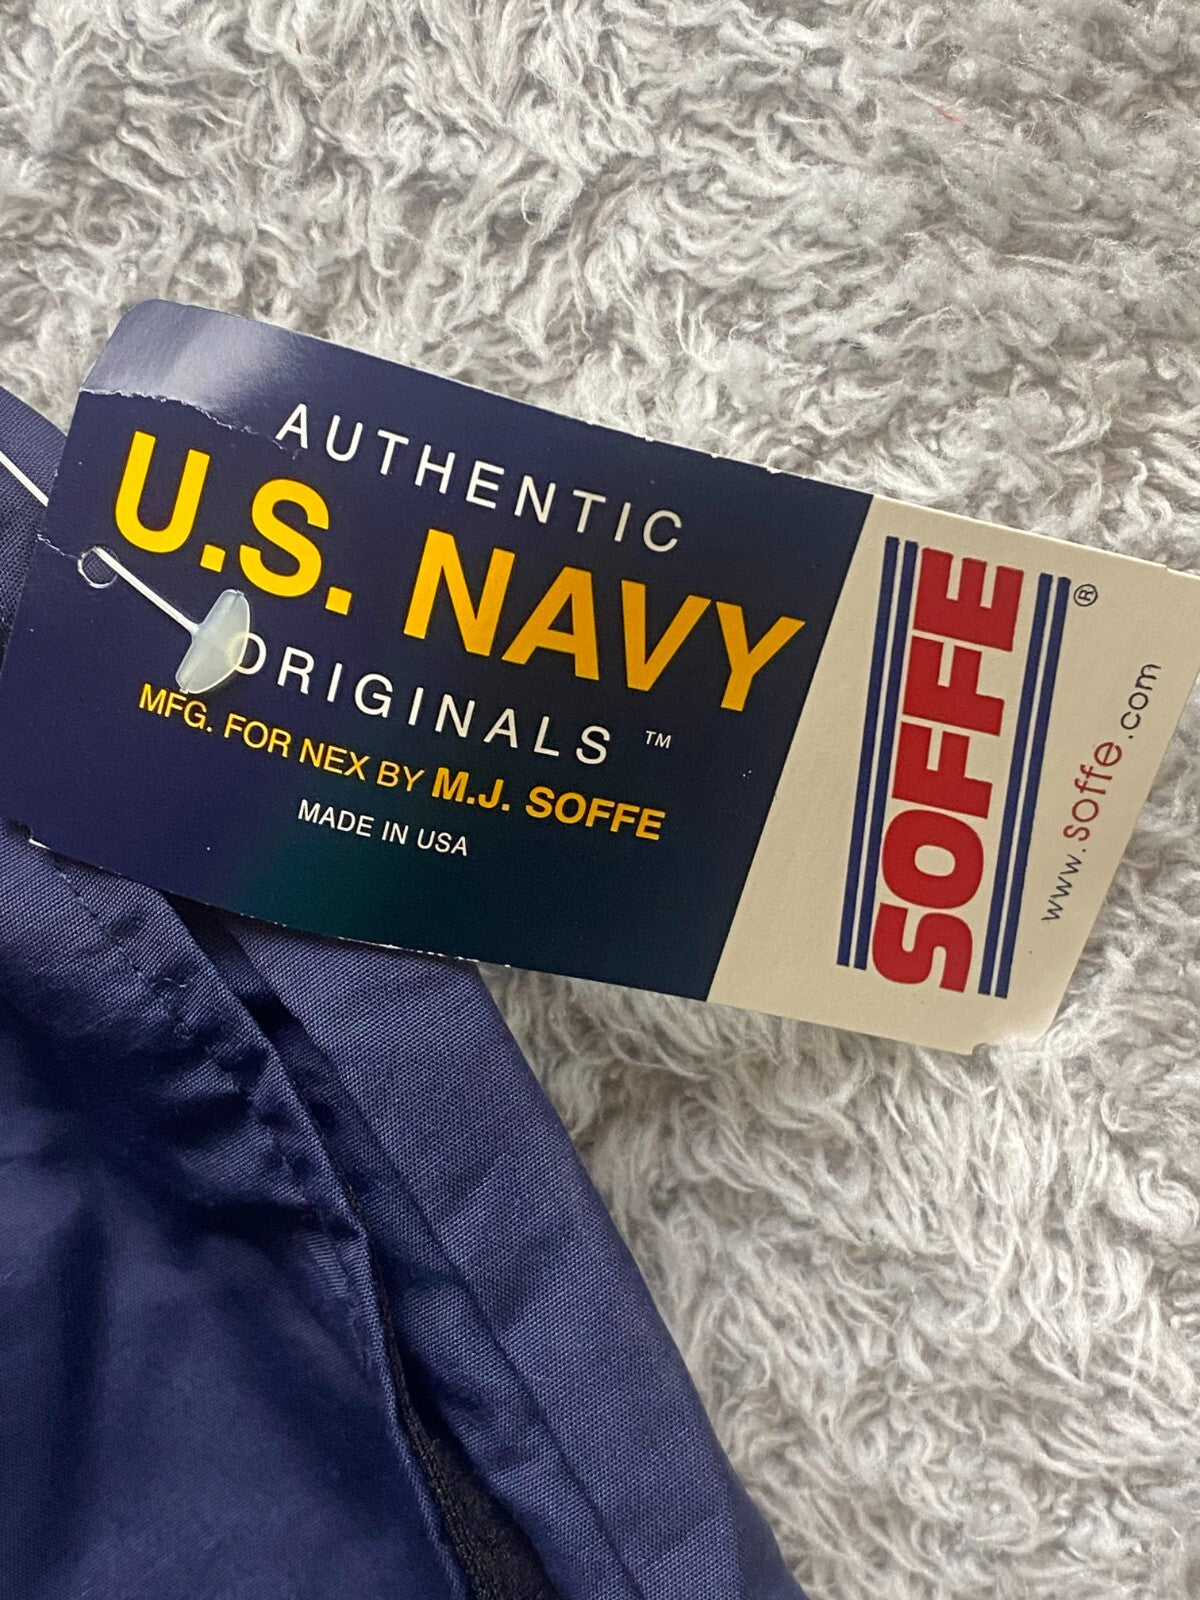 AUTHENTIC
U.S. NAVY
ORIGINALS™
MFG. FOR NEX BY M.J. SOFFE
MADE IN USA
SOFFE®
www.soffe.com